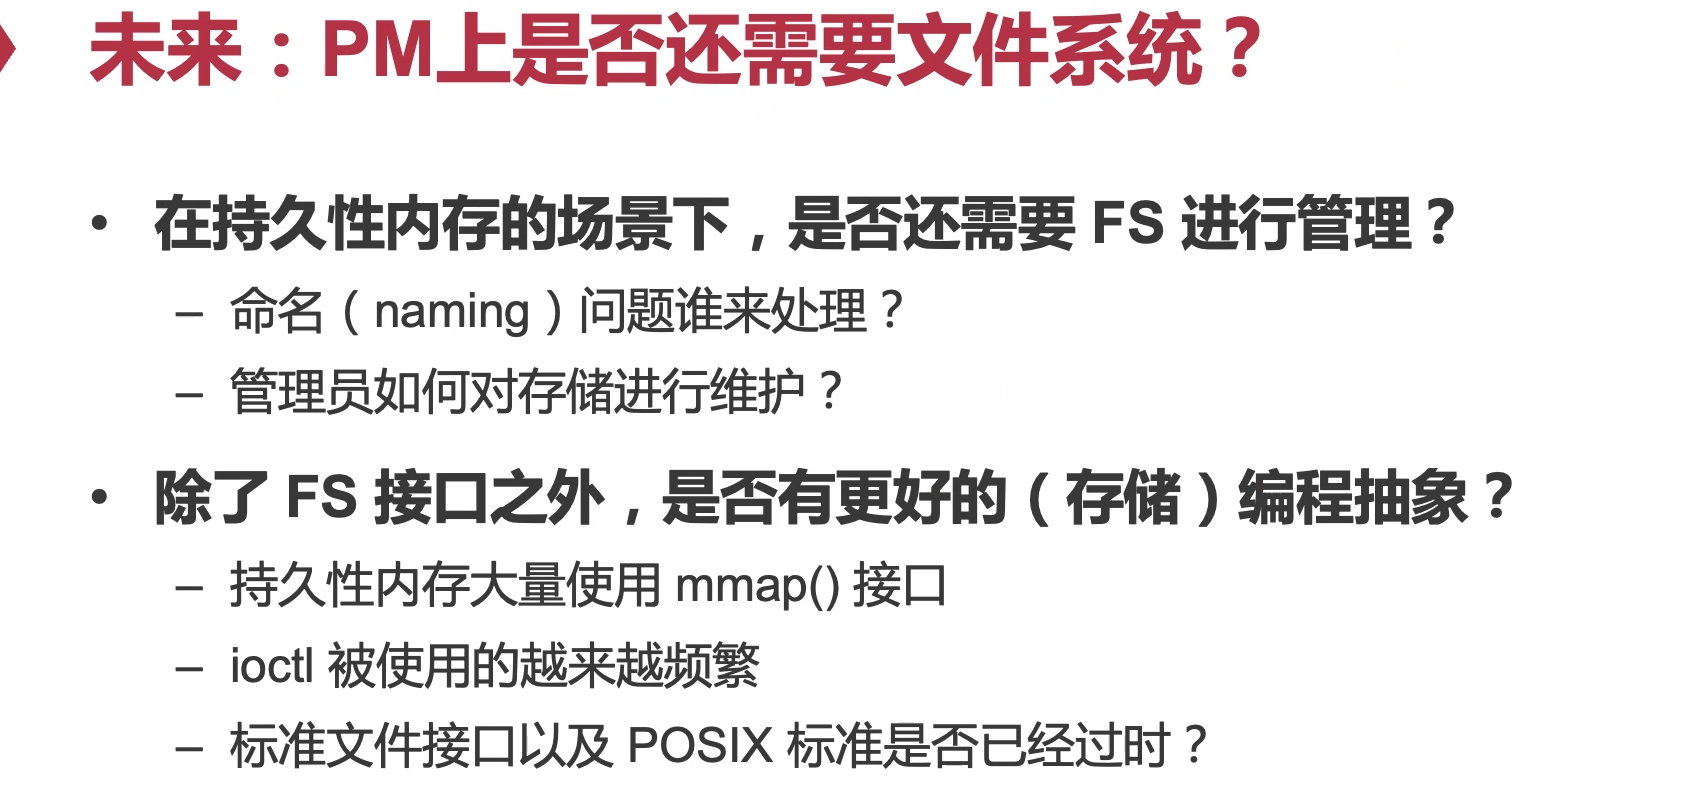 未来：PM上是否还需要文件系统？
• 在持久性内存的场景下，是否还需要 FS 进行管理？
– 命名（naming）问题谁来处理？
– 管理员如何对存储进行维护？
• 除了 FS 接口之外，是否有更好的（存储）编程抽象？
– 持久性内存大量使用 mmap() 接口
– ioctl 被使用的越来越频繁
– 标准文件接口以及 POSIX 标准是否已经过时？